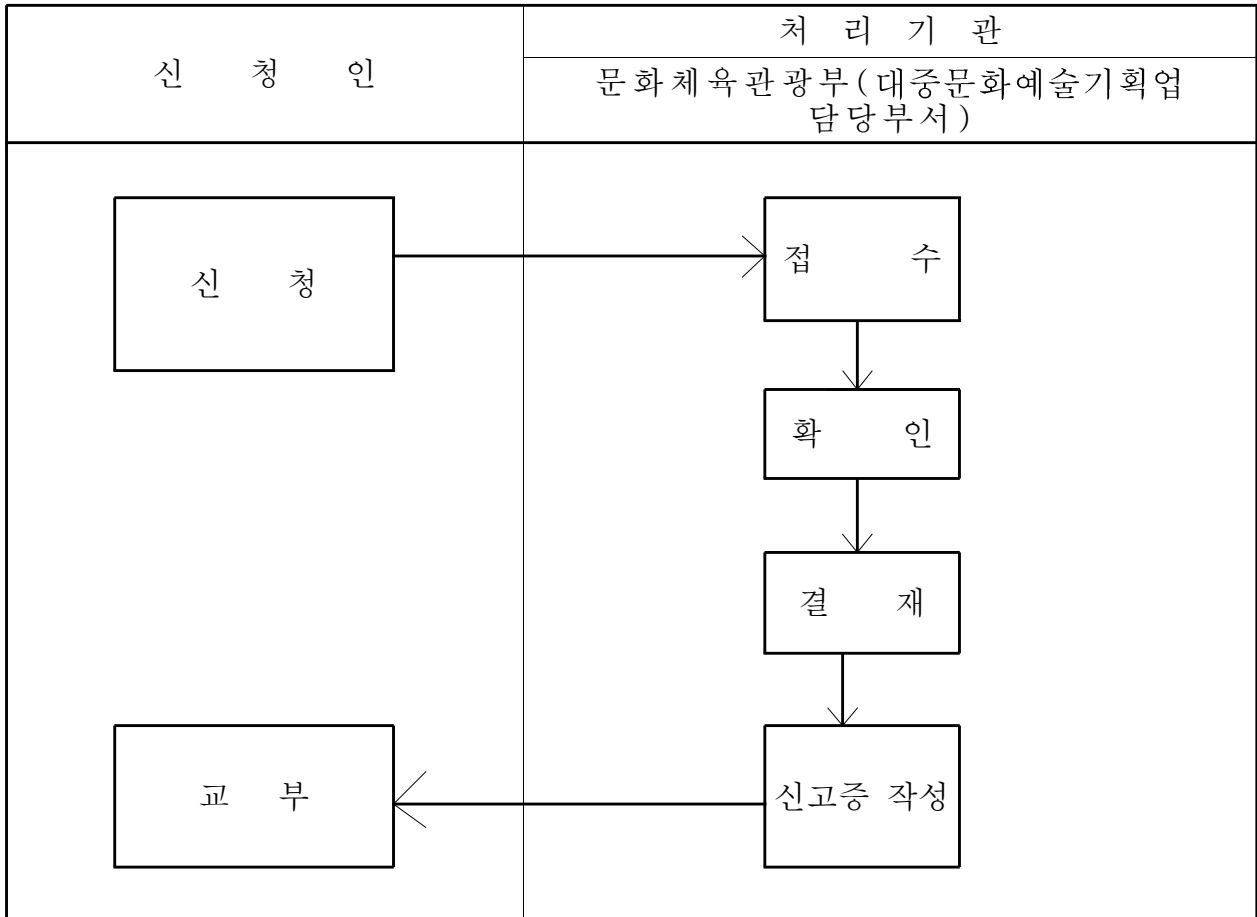 신 청 인
처 리 기 관
문화체육관광부(대중문화예술기획업
담당부서)
신 청
접 수
확 인
결 재
신고증 작성
교 부